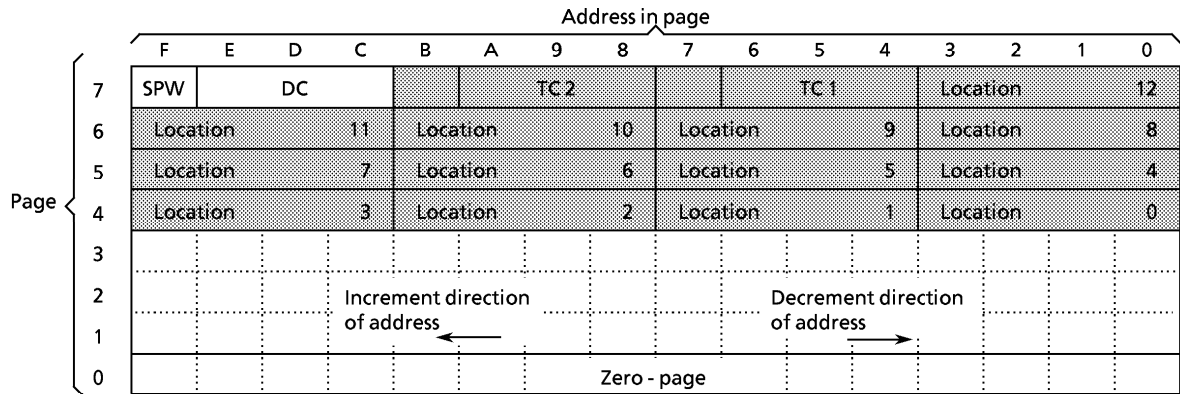 Address in page
F E D C B A 9 8 7 6 5 4 3 2 1 0
7 SPW DC TC 2 TC 1 Location 12
6 Location 11 Location 10 Location 9 Location 8
Page 5 Location 7 Location 6 Location 5 Location 4
4 Location 3 Location 2 Location 1 Location 0
3
2 Increment direction Decrement direction
of address of address
1
0 Zero - page